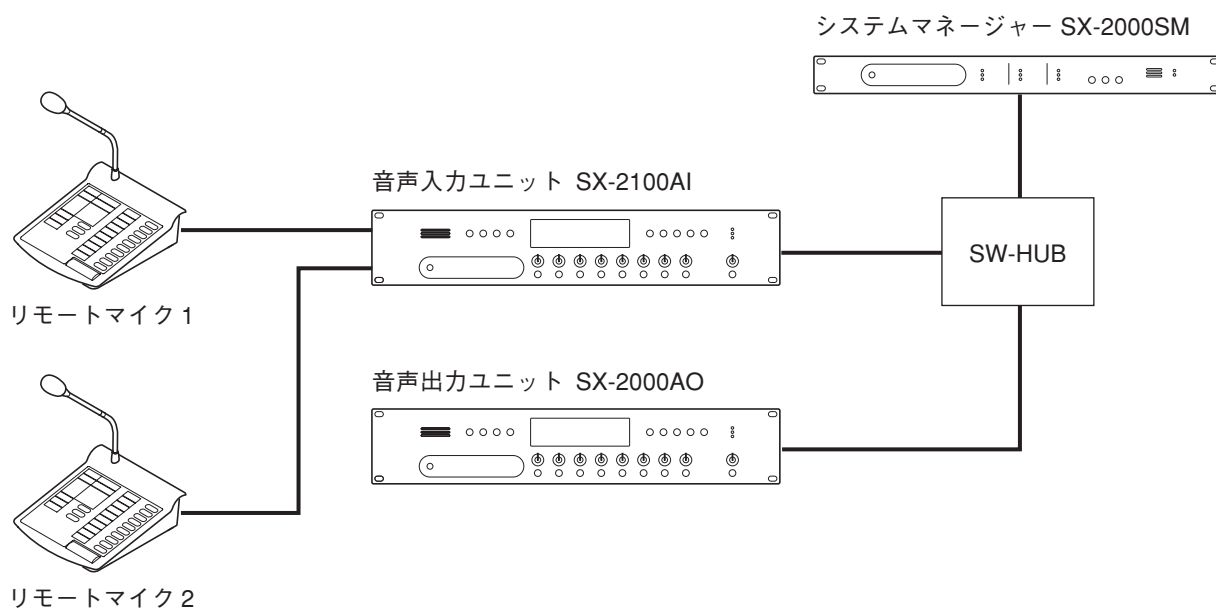 システムマネージャー SX-2000SM
音声入力ユニット SX-2100AI
SW-HUB
リモートマイク 1
音声出力ユニット SX-2000AO
リモートマイク 2